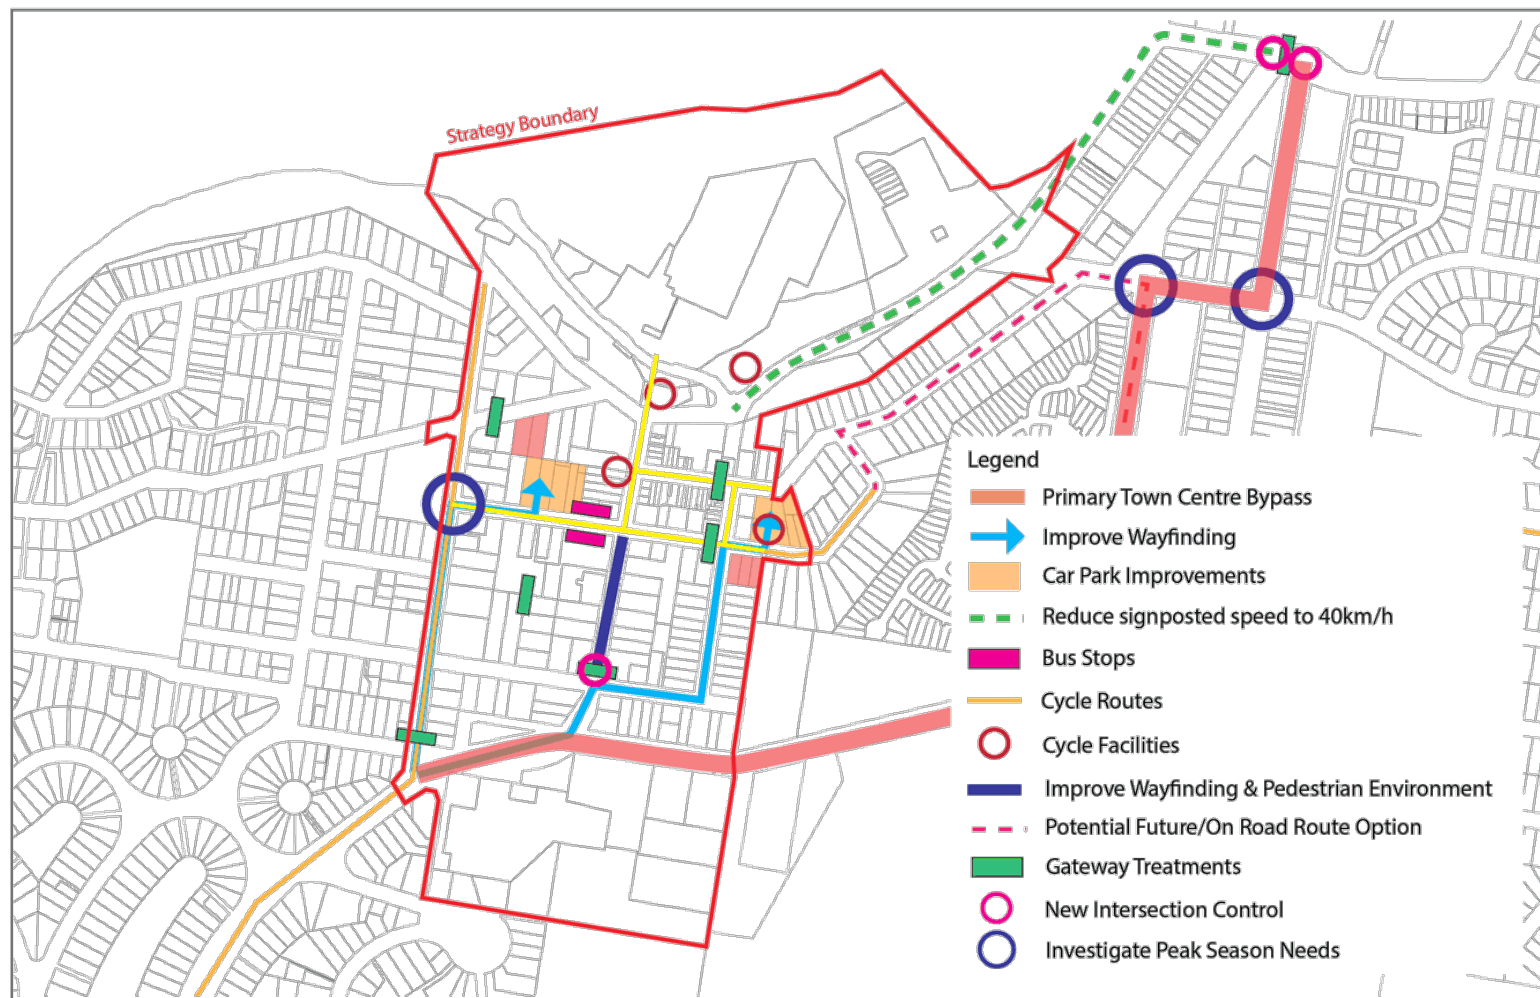 Strategy Boundary
Legend
Primary Town Centre Bypass
Improve Wayfinding
Car Park Improvements
Reduce signposted speed to 40km/h
Bus Stops
Cycle Routes
Cycle Facilities
Improve Wayfinding & Pedestrian Environment
Potential Future/On Road Route Option
Gateway Treatments
New Intersection Control
Investigate Peak Season Needs